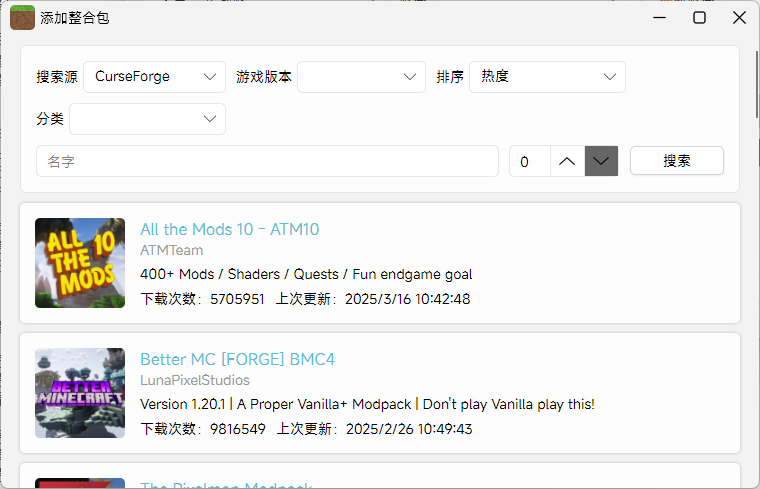 添加整合包
搜索源 CurseForge 游戏版本 排序 热度
分类
名字 0 搜索
ALL THE 10 MODS
All the Mods 10 - ATM10
ATMTeam
400+ Mods / Shaders / Quests / Fun endgame goal
下载次数：5705951 上次更新：2025/3/16 10:42:48
BETTER MINECRAFT
Better MC [FORGE] BMC4
LunaPixelStudios
Version 1.20.1 | A Proper Vanilla+ Modpack | Don't play Vanilla play this!
下载次数：9816549 上次更新：2025/2/26 10:49:43
The Pixelmon Modpack